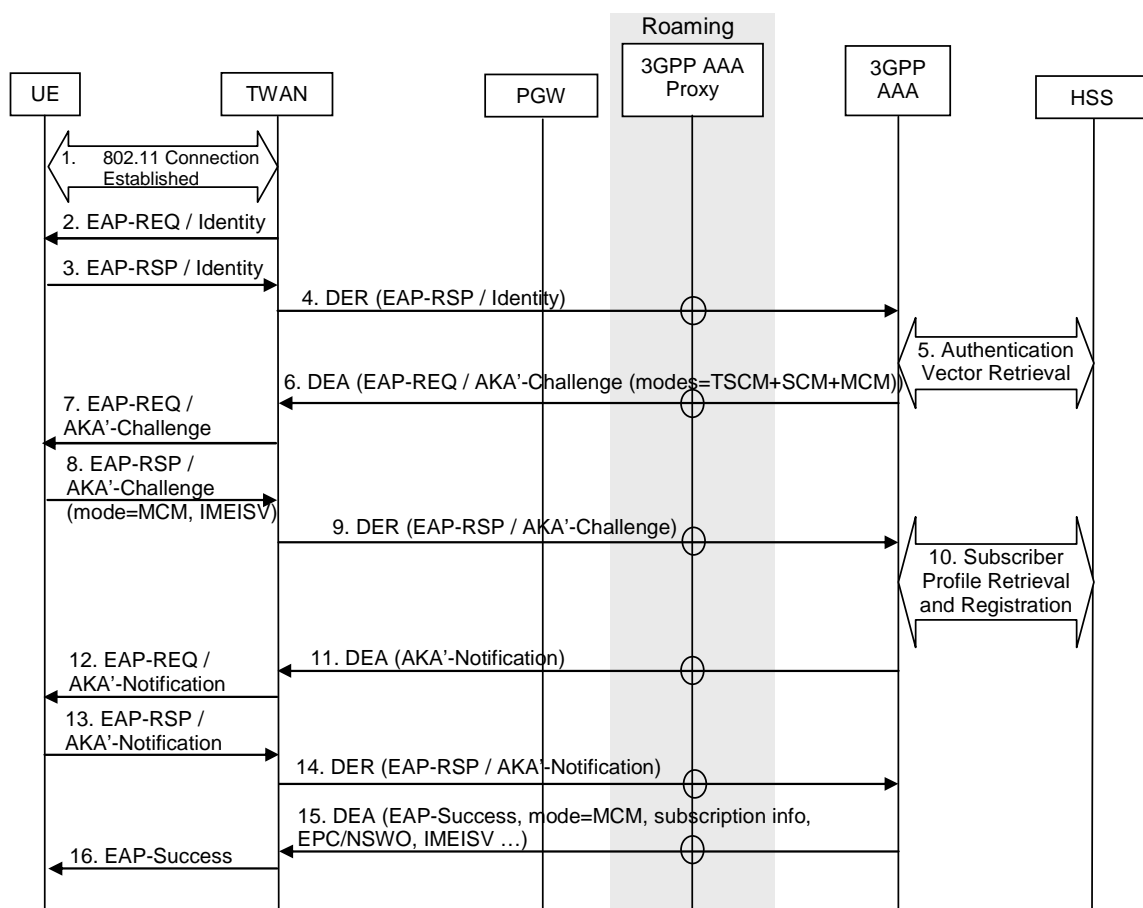 Roaming
UE
TWAN
PGW
3GPP AAA
Proxy
3GPP
AAA
HSS
1. 802.11 Connection
Established
2. EAP-REQ / Identity
3. EAP-RSP / Identity
4. DER (EAP-RSP / Identity)
5. Authentication
Vector Retrieval
6. DEA (EAP-REQ / AKA’-Challenge (modes=TSCM+SCM+MCM))
7. EAP-REQ /
AKA’-Challenge
8. EAP-RSP /
AKA’-Challenge
(mode=MCM, IMEISV)
9. DER (EAP-RSP / AKA’-Challenge)
10. Subscriber
Profile Retrieval
and Registration
11. DEA (AKA’-Notification)
12. EAP-REQ /
AKA’-Notification
13. EAP-RSP /
AKA’-Notification
14. DER (EAP-RSP / AKA’-Notification)
15. DEA (EAP-Success, mode=MCM, subscription info,
EPC/NSWO, IMEISV …)
16. EAP-Success